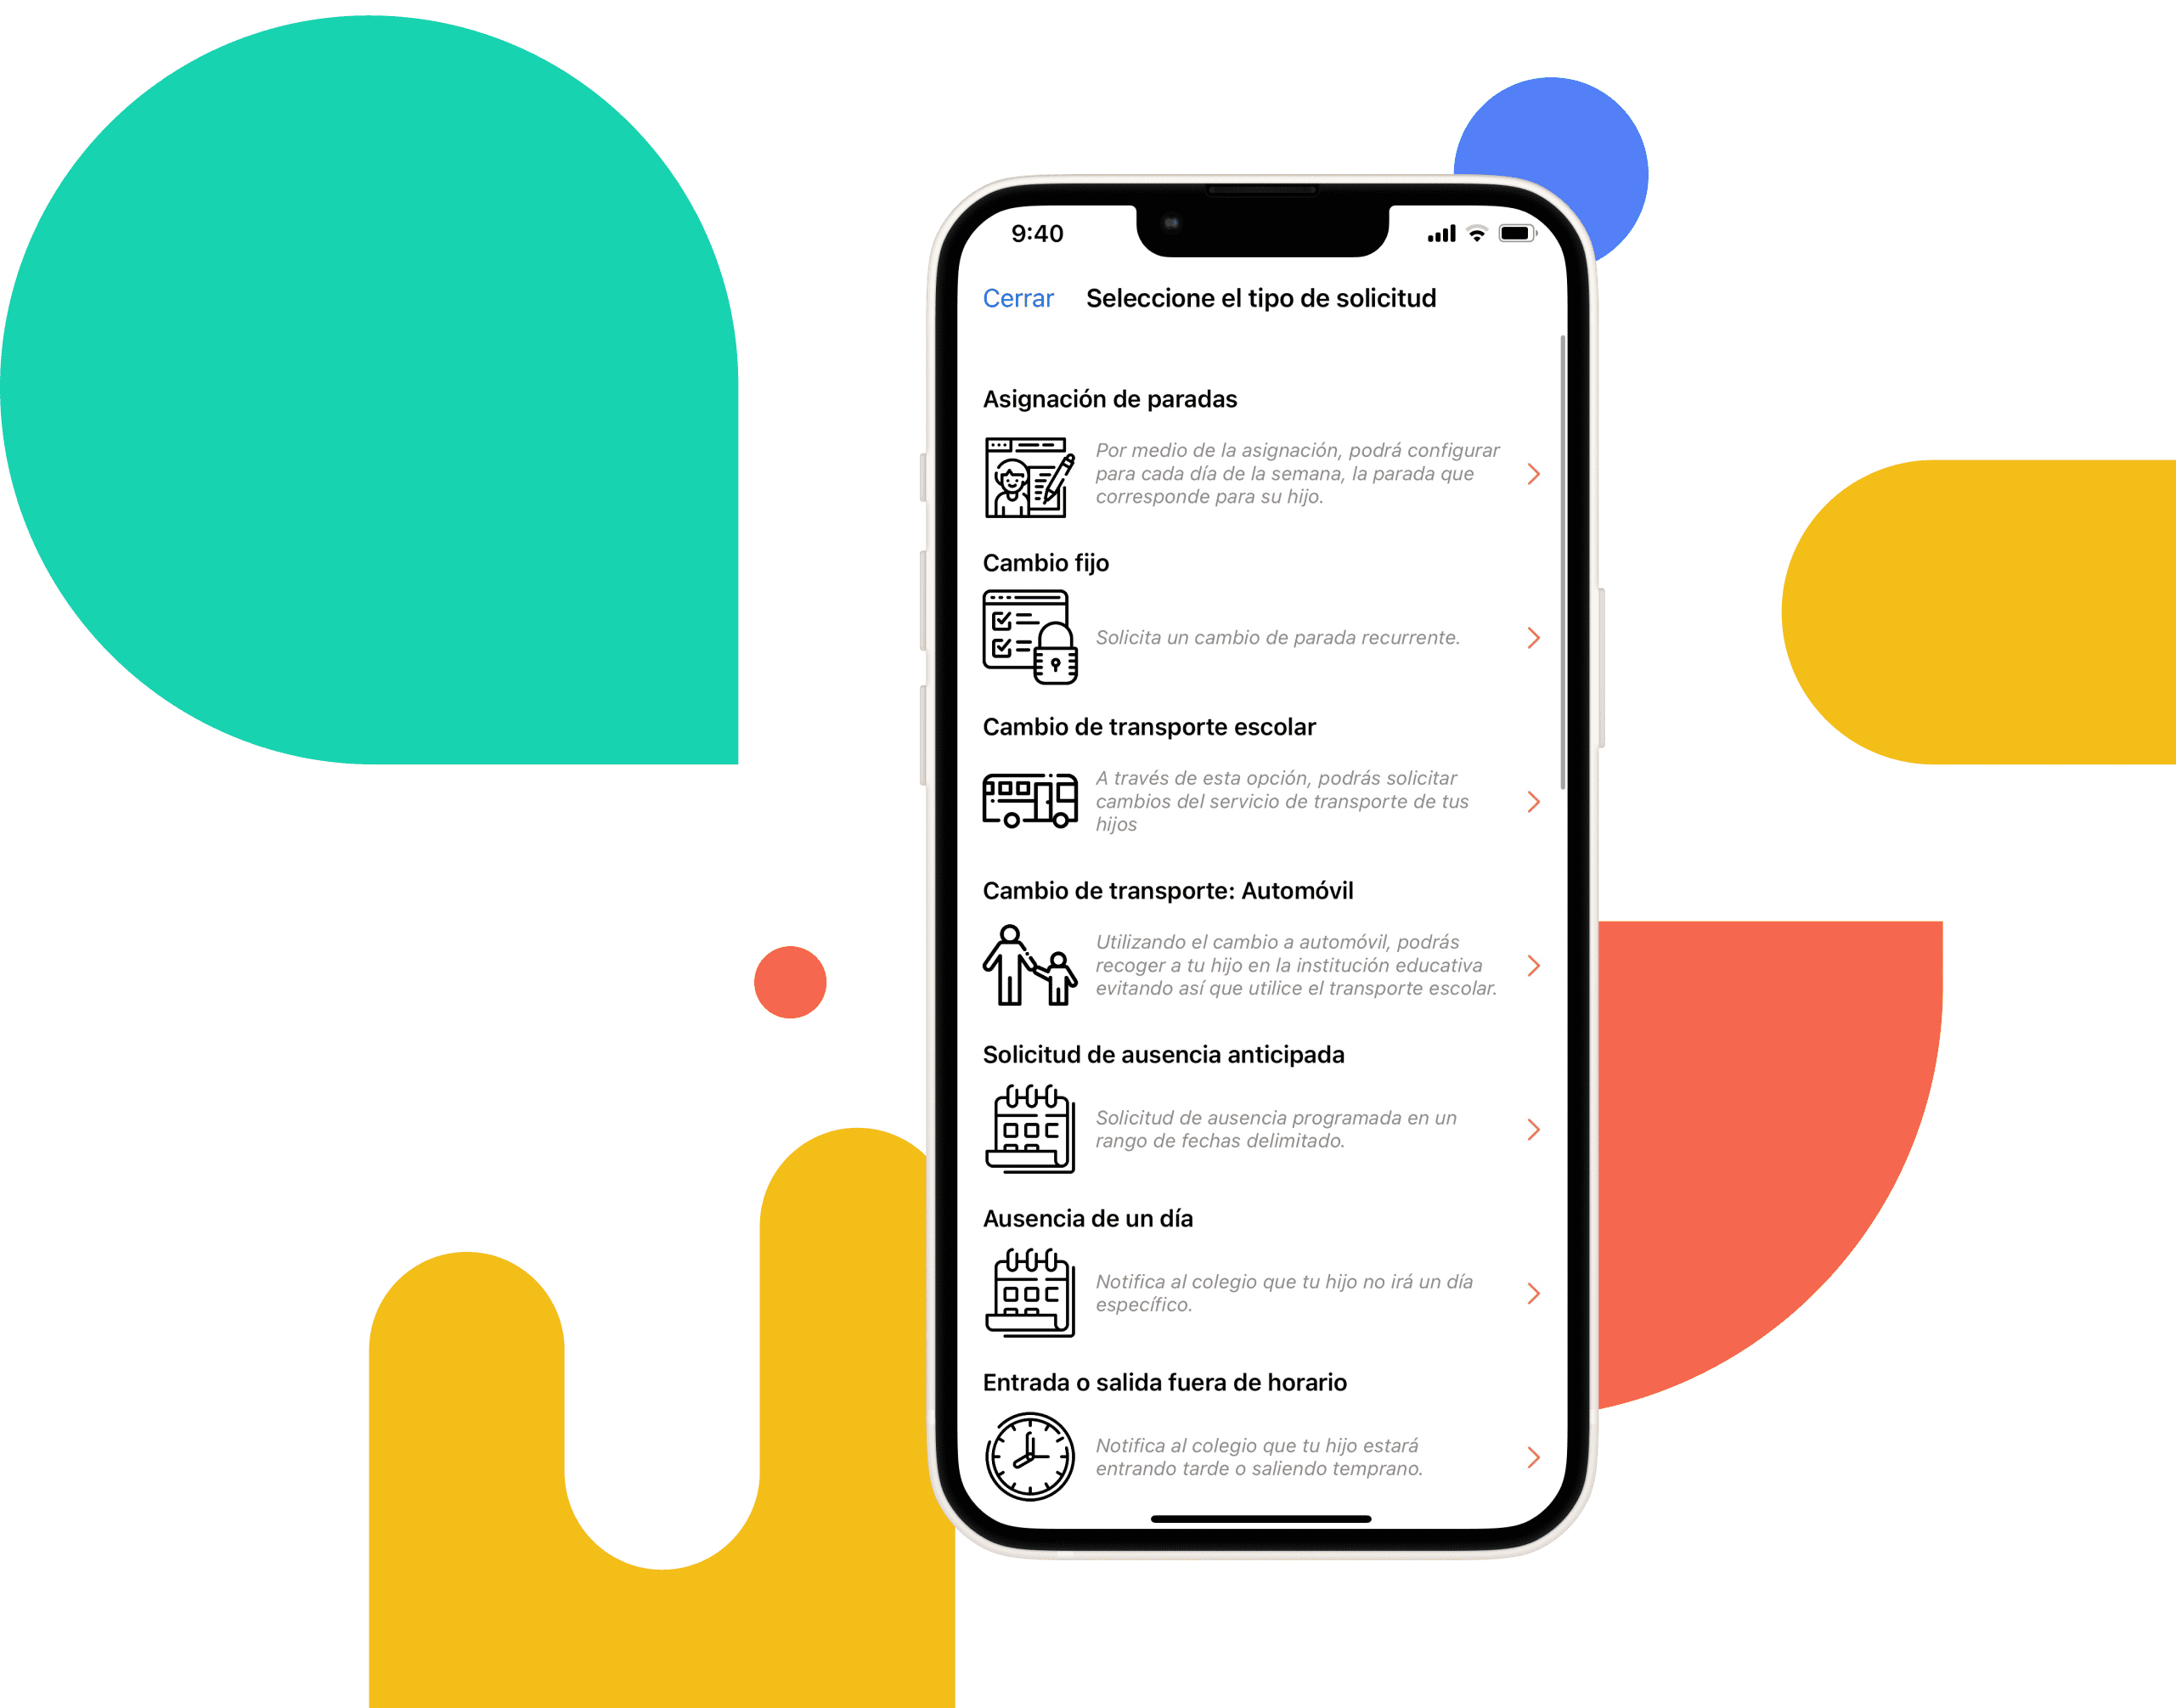 9:40
Cerrar Seleccione el tipo de solicitud
Asignación de paradas
Por medio de la asignación, podrá configurar
para cada día de la semana, la parada que
corresponde para su hijo.
Cambio fijo
Solicita un cambio de parada recurrente.
Cambio de transporte escolar
A través de esta opción, podrás solicitar
cambios del servicio de transporte de tus
hijos
Cambio de transporte: Automóvil
Utilizando el cambio a automóvil, podrás
recoger a tu hijo en la institución educativa
evitando así que utilice el transporte escolar.
Solicitud de ausencia anticipada
Solicitud de ausencia programada en un
rango de fechas delimitado.
Ausencia de un día
Notifica al colegio que tu hijo no irá un día
específico.
Entrada o salida fuera de horario
Notifica al colegio que tu hijo estará
entrando tarde o saliendo temprano.